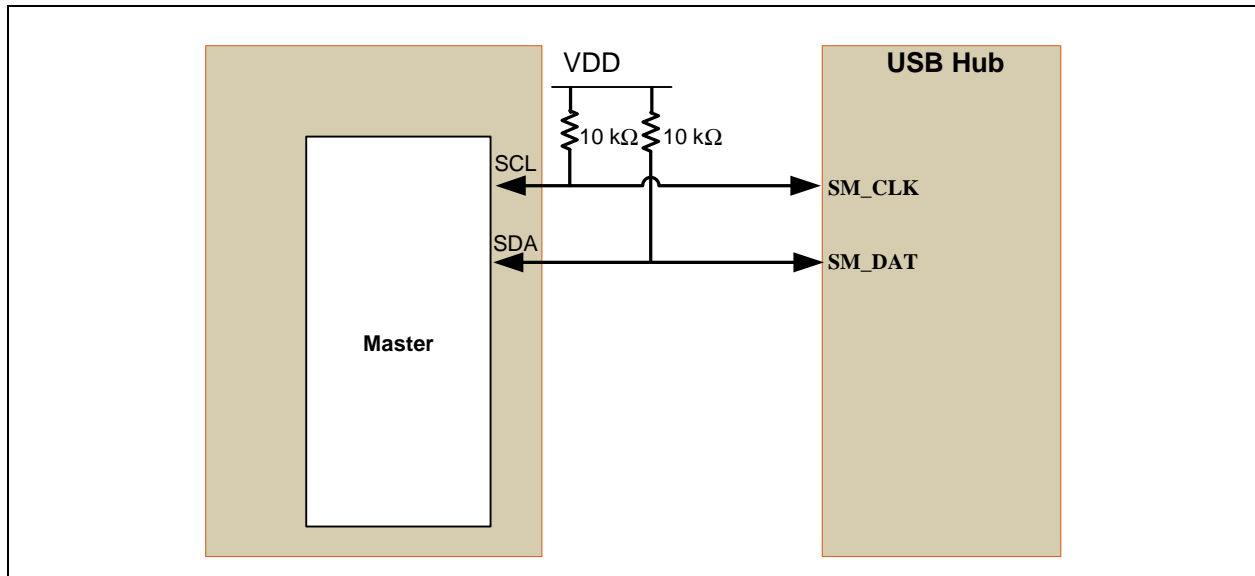 VDD
USB Hub
10 kΩ 10 kΩ
SCL
SM_CLK
SDA
SM_DAT
Master